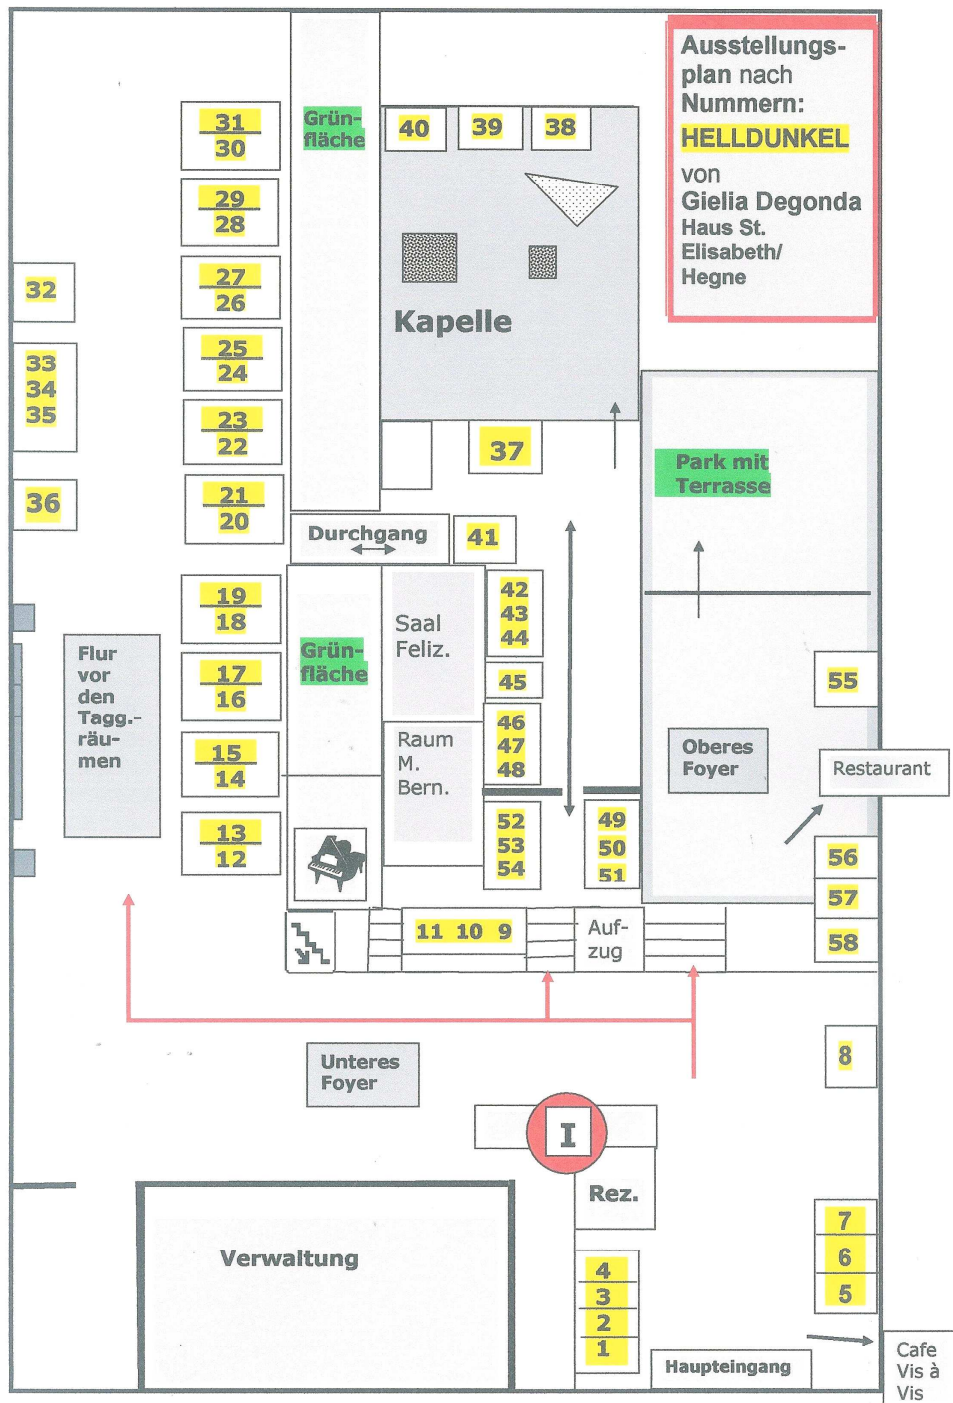 Ausstellungs-
plan nach
Nummern:
HELLDUNKEL
von
Gielia Degonda
Haus St.
Elisabeth/
Hegne
Grün-
fläche
31
30
29
28
27
26
25
24
23
22
21
20
19
18
17
16
15
14
13
12
32
33
34
35
36
40
39
38
Kapelle
37
Park mit
Terrasse
Durchgang
41
42
43
44
45
46
47
48
52
53
54
49
50
51
Saal
Feliz.
Raum
M.
Bern.
Grün-
fläche
Flur
vor
den
Tagg.-
räu-
men
55
Oberes
Foyer
Restaurant
56
57
58
11 10 9
Auf-
zug
8
Unteres
Foyer
I
Rez.
7
6
5
Verwaltung
4
3
2
1
Haupteingang
Cafe
Vis à
Vis